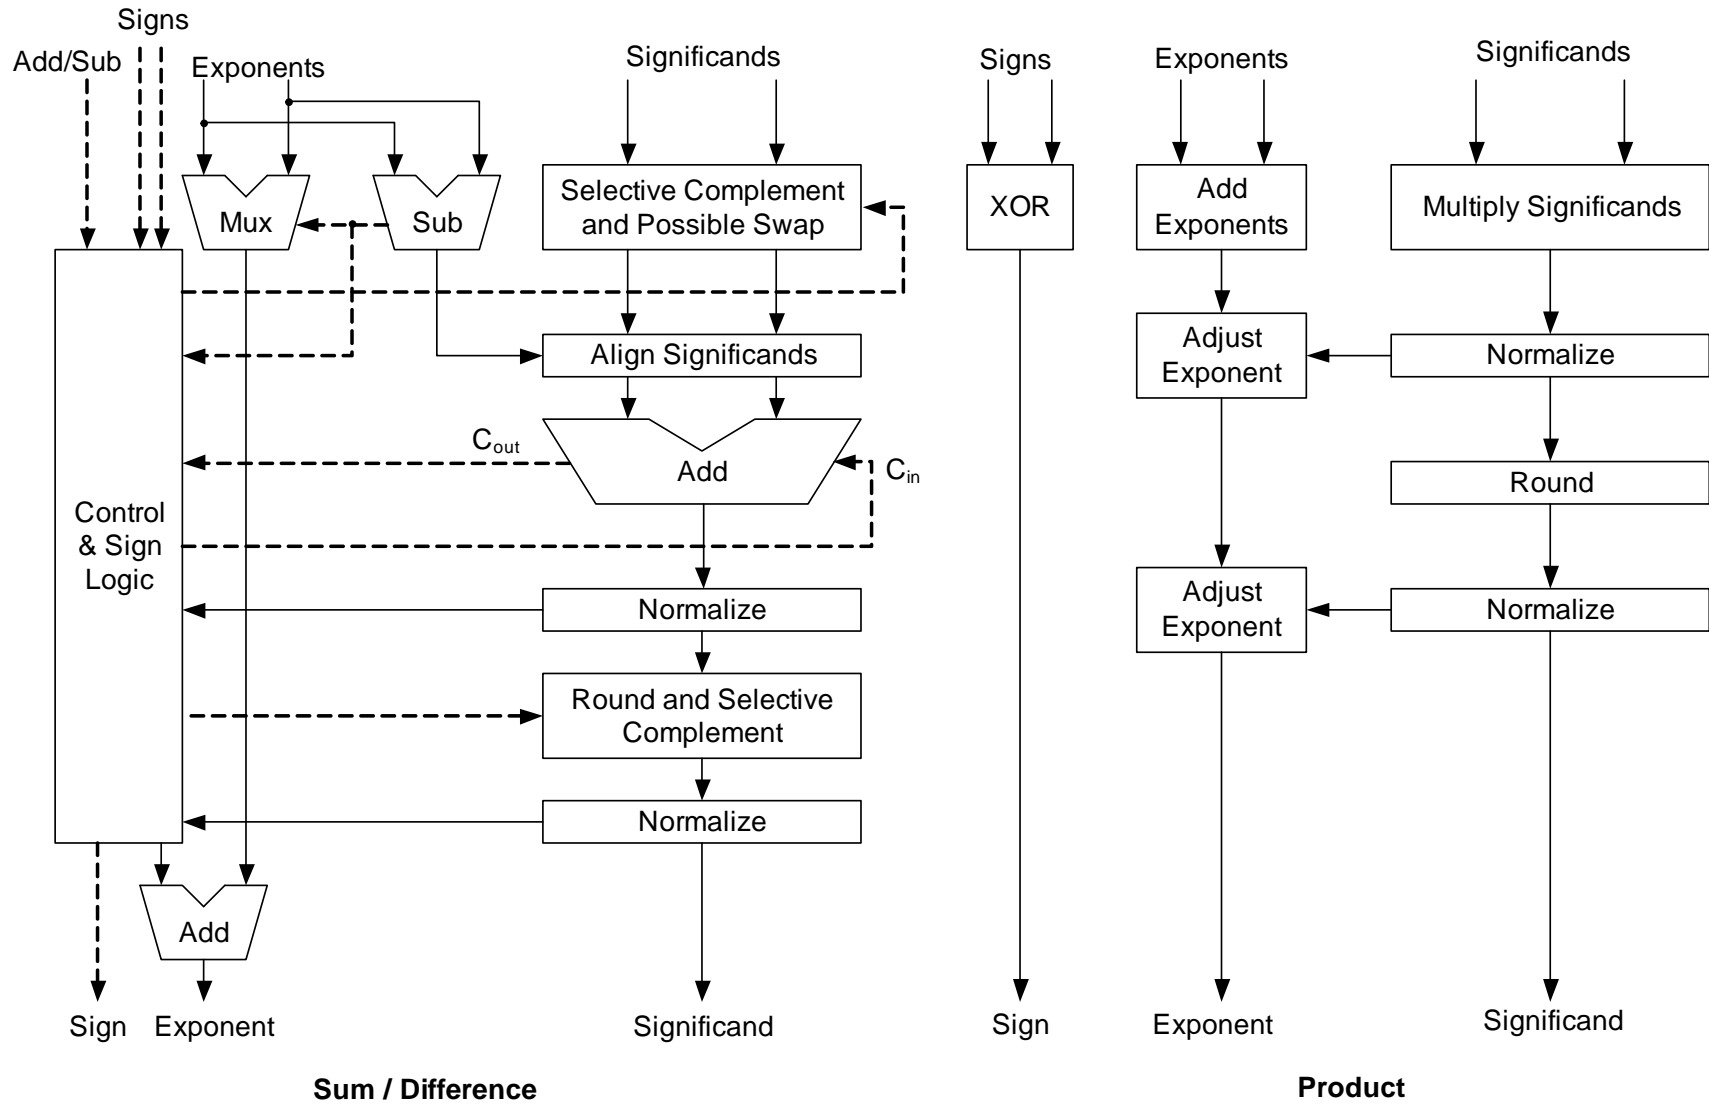 Signs
Add/Sub
Exponents
Significands
Mux
Sub
Selective Complement
and Possible Swap
Align Significands
Cout
Add
Cin
Control
& Sign
Logic
Normalize
Round and Selective
Complement
Normalize
Add
Sign
Exponent
Significand
Sum / Difference
Signs
Exponents
Significands
XOR
Add
Exponents
Multiply Significands
Adjust
Exponent
Normalize
Round
Adjust
Exponent
Normalize
Sign
Exponent
Significand
Product